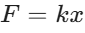 F = kx